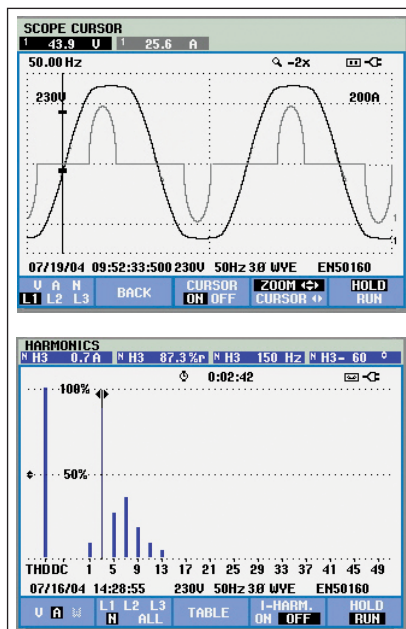 SCOPE CURSOR
1 43.9 V 1 25.6 A
50.00 Hz -2x
230V 200A
1
1
07/19/04 09:52:33:500 230V 50Hz 3Ø WYE EN50160
V A N
L1 L2 L3
BACK
CURSOR
ON OFF
ZOOM
CURSOR
HOLD
RUN
HARMONICS
N H3 0.7A N H3 87.3%r N H3 150 Hz N H3- 60 °
0:02:42
100%
50%
THDDC 1 5 9 13 17 21 25 29 33 37 41 45 49
07/16/04 14:28:55 230V 50Hz 3Ø WYE EN50160
V A W
L1 L2 L3
N ALL
TABLE
I-HARM.
ON OFF
HOLD
RUN